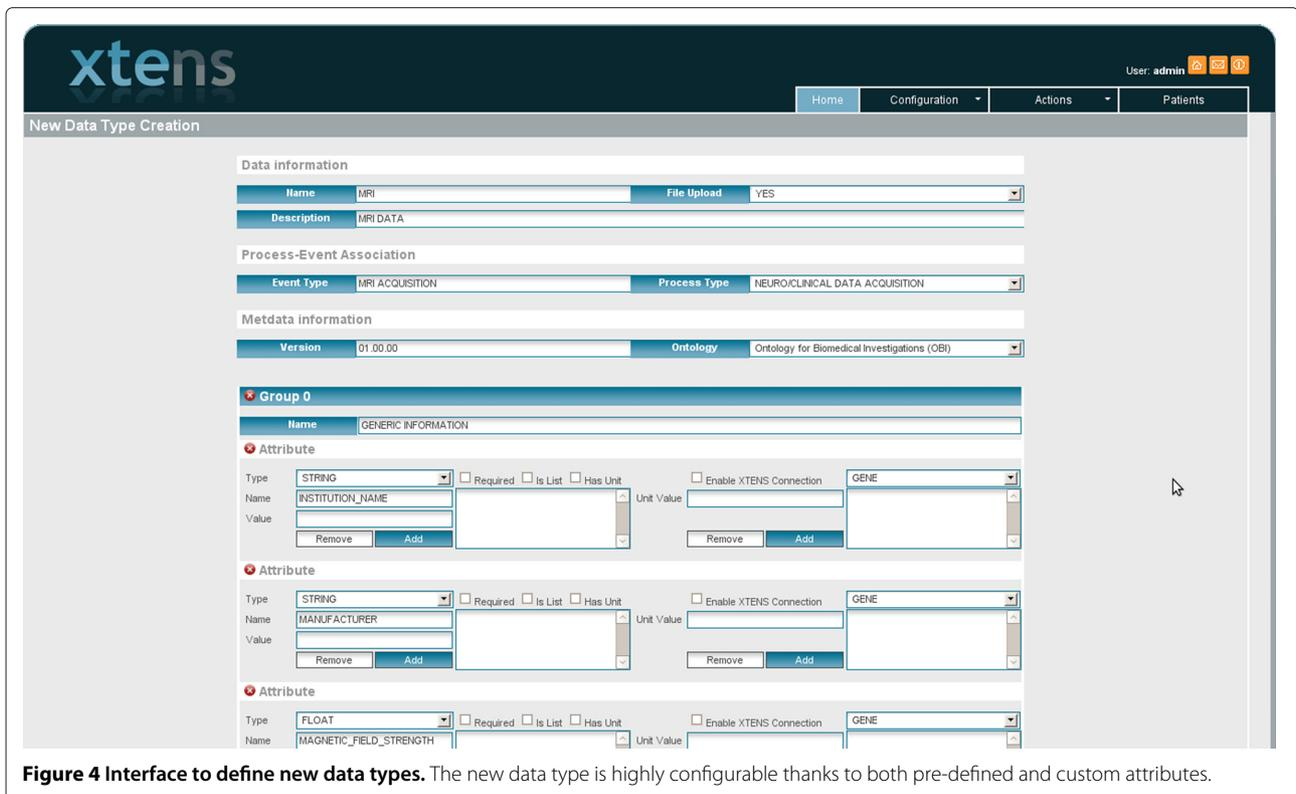 xtens
User: admin
Home Configuration Actions Patients
New Data Type Creation
Data information
Name MRI File Upload YES
Description MRI DATA
Process-Event Association
Event Type MRI ACQUISITION Process Type NEURO/CLINICAL DATA ACQUISITION
Metdata information
Version 01.00.00 Ontology Ontology for Biomedical Investigations (OBI)
Group 0
Name GENERIC INFORMATION
Attribute
Type STRING Required Is List Has Unit Enable XTENS Connection GENE
Name INSTITUTION_NAME Unit Value
Value
Remove Add Remove Add
Attribute
Type STRING Required Is List Has Unit Enable XTENS Connection GENE
Name MANUFACTURER Unit Value
Value
Remove Add Remove Add
Attribute
Type FLOAT Required Is List Has Unit Enable XTENS Connection GENE
Name MAGNETIC_FIELD_STRENGTH Unit Value
Figure 4 Interface to define new data types. The new data type is highly configurable thanks to both pre-defined and custom attributes.